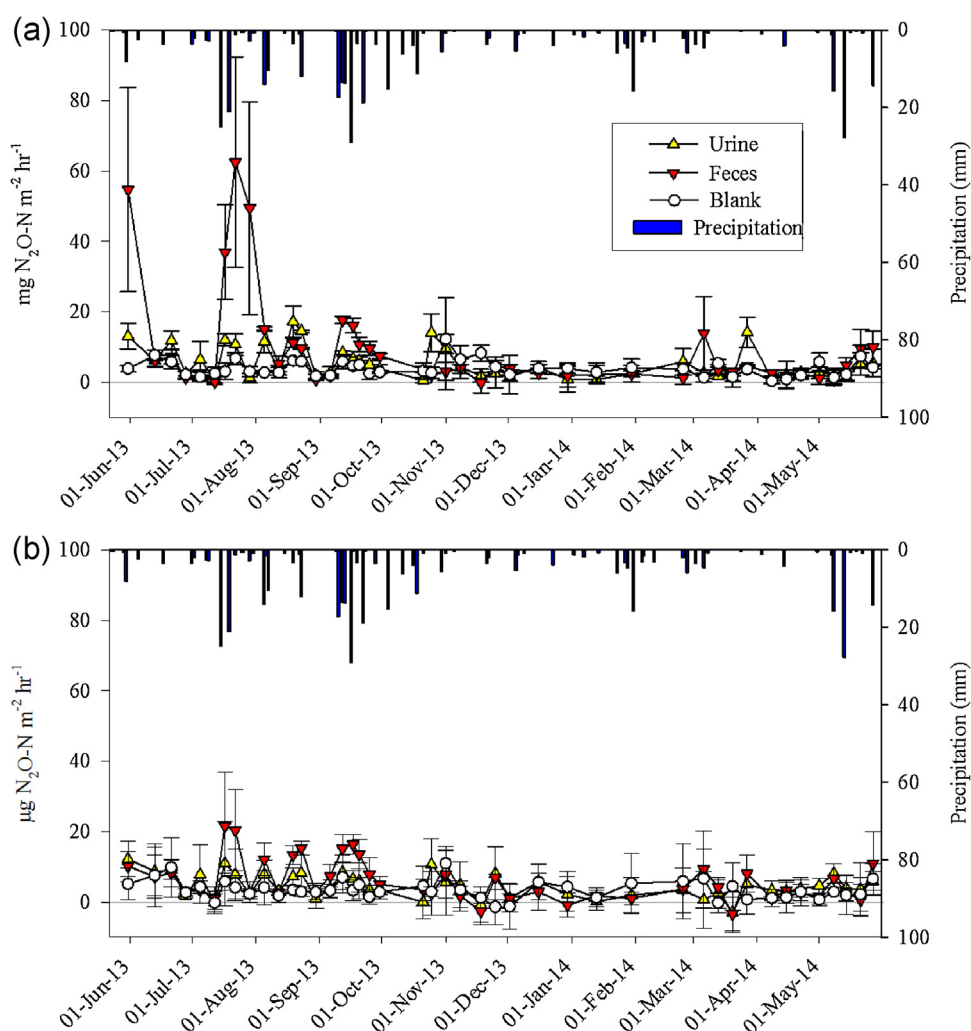 (a)
100
80
60
40
20
0
mg N2O-N m-2 hr-1
0
20
40
60
80
100
Precipitation (mm)
Urine
Feces
Blank
Precipitation
01-Jun-13
01-Jul-13
01-Aug-13
01-Sep-13
01-Oct-13
01-Nov-13
01-Dec-13
01-Jan-14
01-Feb-14
01-Mar-14
01-Apr-14
01-May-14
(b)
100
80
60
40
20
0
µg N2O-N m-2 hr-1
0
20
40
60
80
100
Precipitation (mm)
01-Jun-13
01-Jul-13
01-Aug-13
01-Sep-13
01-Oct-13
01-Nov-13
01-Dec-13
01-Jan-14
01-Feb-14
01-Mar-14
01-Apr-14
01-May-14